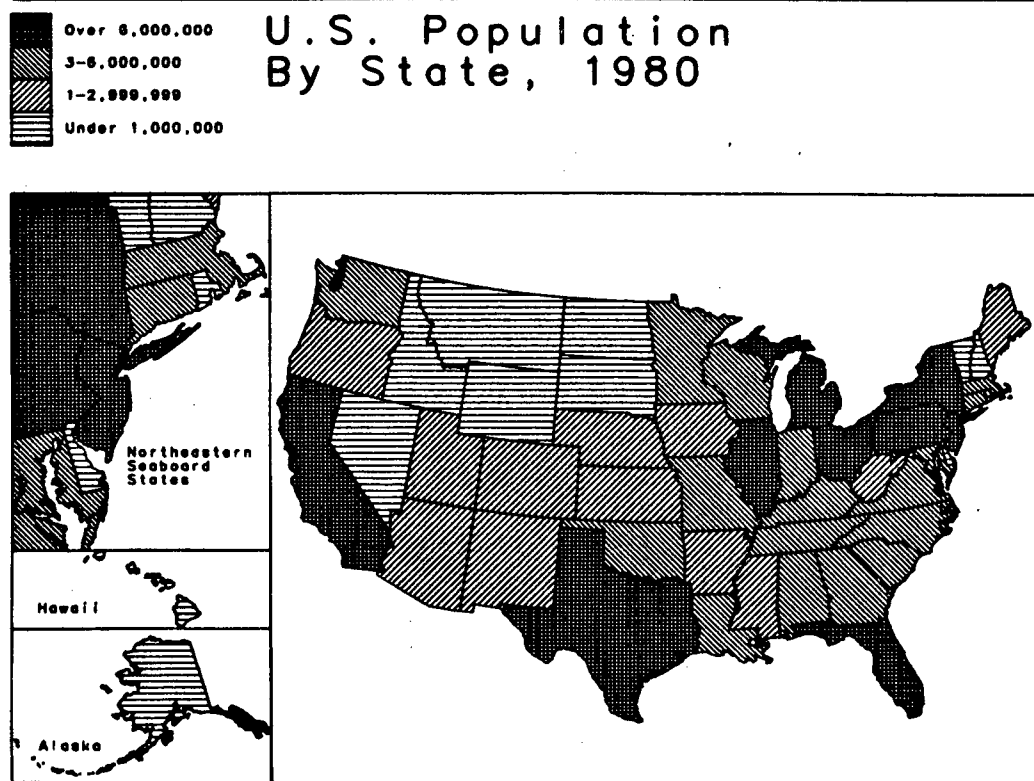 Over 6,000,000
3-6,000,000
1-2,999,999
Under 1,000,000
U.S. Population
By State, 1980
Northeastern
Seaboard
States
Hawaii
Alaska